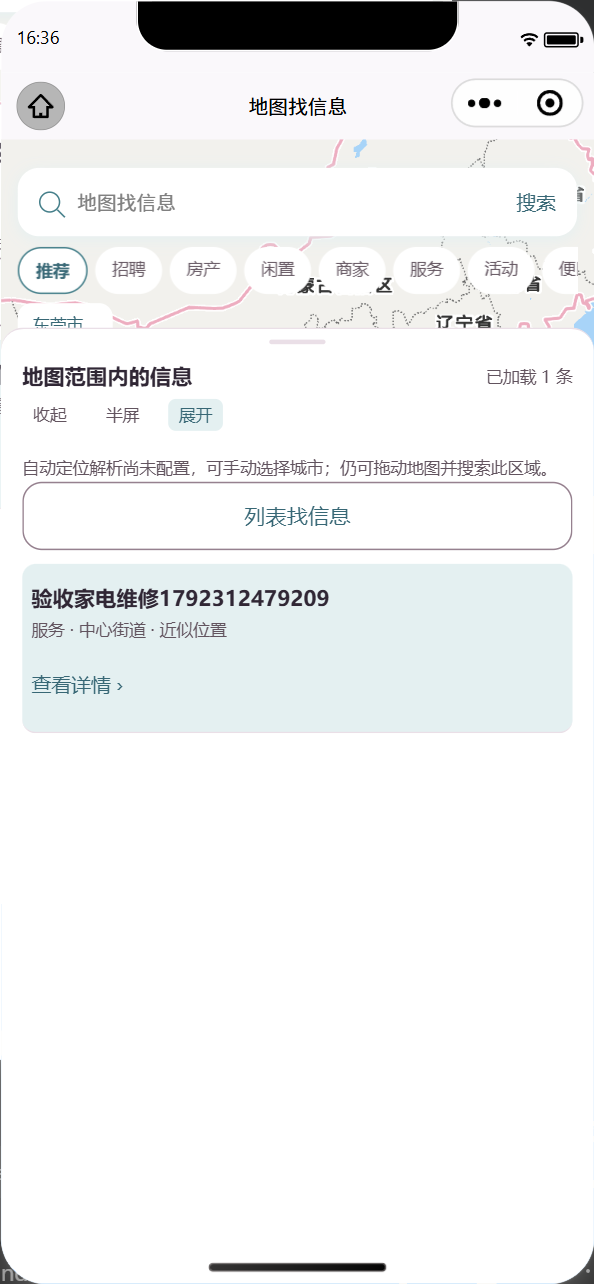 16:36
地图找信息
地图找信息 搜索
推荐 招聘 房产 闲置 商家 服务 活动
区 省
东莞市 辽宁省
地图范围内的信息 已加载 1 条
收起 半屏 展开
自动定位解析尚未配置，可手动选择城市；仍可拖动地图并搜索此区域。
列表找信息
验收家电维修1792312479209
服务 · 中心街道 · 近似位置
查看详情 ›